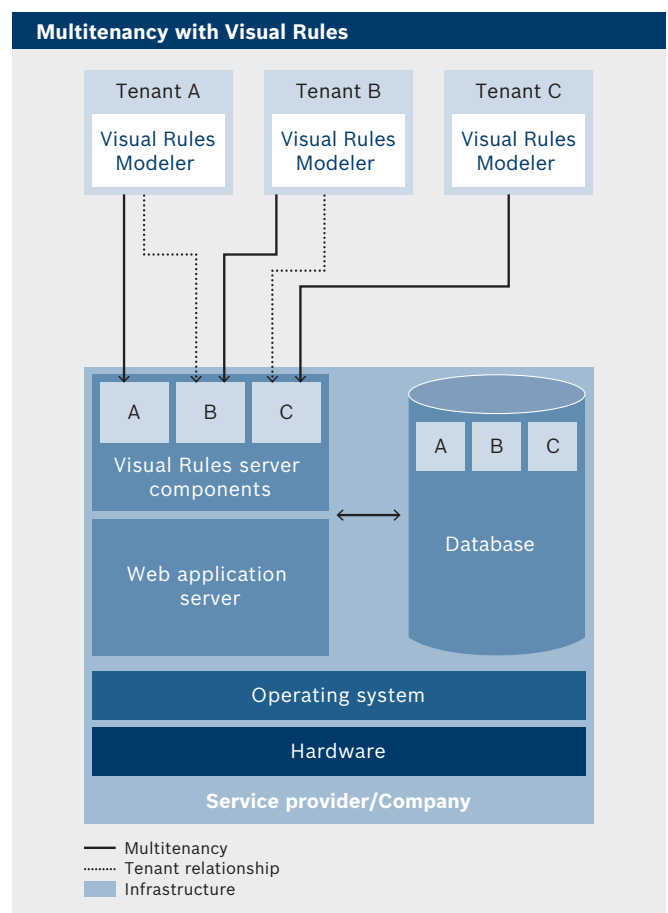 Multitenancy with Visual Rules
Tenant A
Tenant B
Tenant C
Visual Rules
Modeler
Visual Rules
Modeler
Visual Rules
Modeler
A
B
C
Visual Rules server
components
A
B
C
Database
Web application
server
Operating system
Hardware
Service provider/Company
Multitenancy
Tenant relationship
Infrastructure